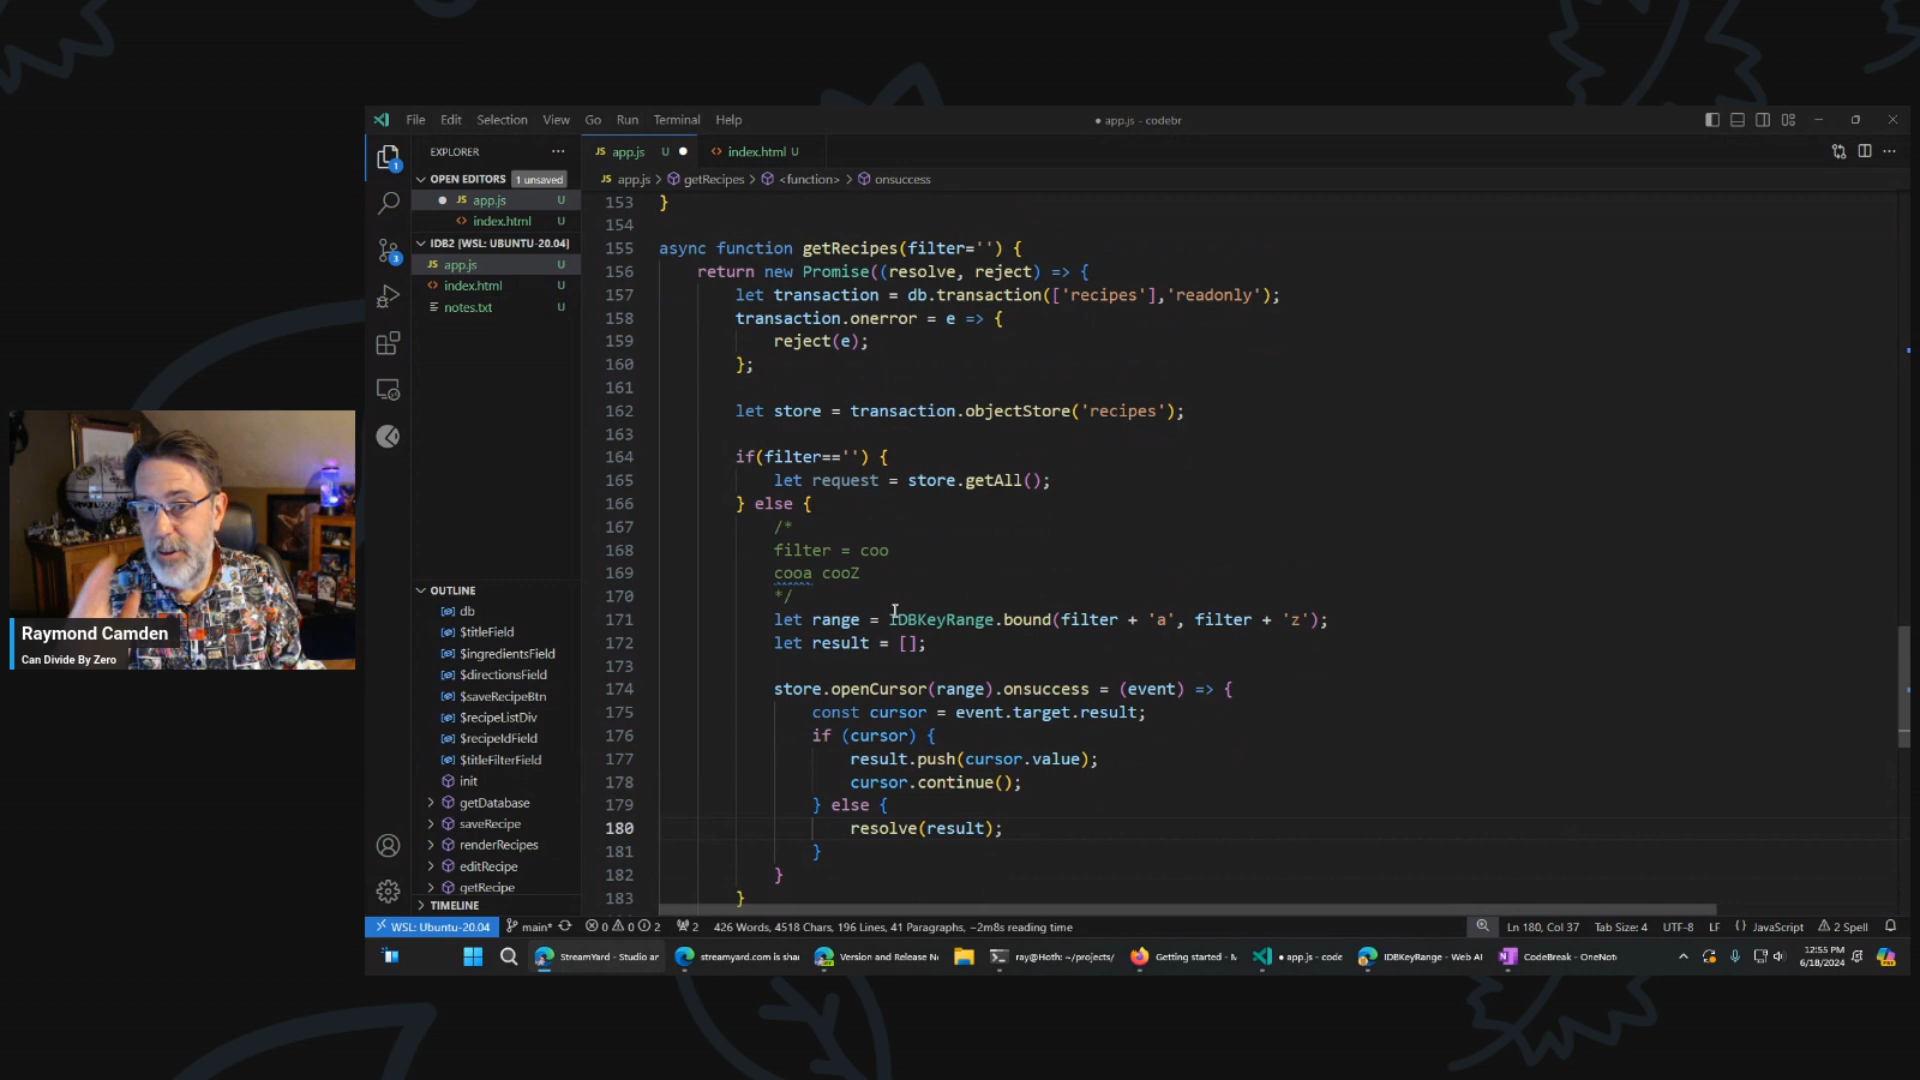 File Edit Selection View Go Run Terminal Help
● app.js - codebr
EXPLORER
OPEN EDITORS 1 unsaved
JS app.js U
<> index.html U
IDB2 [WSL: UBUNTU-20.04]
JS app.js U
<> index.html U
notes.txt U
OUTLINE
db
$titleField
$ingredientsField
$directionsField
$saveRecipeBtn
$recipeListDiv
$recipeIdField
$titleFilterField
init
getDatabase
saveRecipe
renderRecipes
editRecipe
getRecipe
TIMELINE
JS app.js U ● <> index.html U
JS app.js > getRecipes > <function> > onsuccess
153 }
154
155 async function getRecipes(filter='') {
156 return new Promise((resolve, reject) => {
157 let transaction = db.transaction(['recipes'],'readonly');
158 transaction.onerror = e => {
159 reject(e);
160 };
161
162 let store = transaction.objectStore('recipes');
163
164 if(filter=='') {
165 let request = store.getAll();
166 } else {
167 /*
168 filter = coo
169 cooa cooZ
170 */
171 let range = IDBKeyRange.bound(filter + 'a', filter + 'z');
172 let result = [];
173
174 store.openCursor(range).onsuccess = (event) => {
175 const cursor = event.target.result;
176 if (cursor) {
177 result.push(cursor.value);
178 cursor.continue();
179 } else {
180 resolve(result);
181 }
182 }
183 }
Raymond Camden
Can Divide By Zero
WSL: Ubuntu-20.04 main* 0 0 2 2 426 Words, 4518 Chars, 196 Lines, 41 Paragraphs, ~2m8s reading time Ln 180, Col 37 Tab Size: 4 UTF-8 LF {} JavaScript 2 Spell
StreamYard - Studio ar streamyard.com is sha Version and Release N ray@Hoth: ~/projects/ Getting started - M ● app.js - code IDBKeyRange - Web AI CodeBreak - OneNot 12:55 PM
6/18/2024